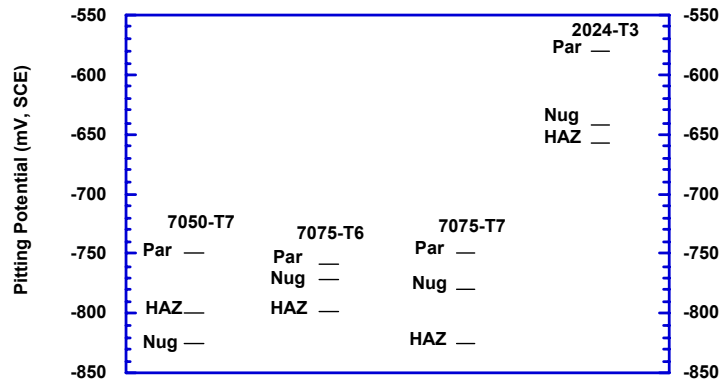 -550 -550
2024-T3
Par
-600 -600
Nug
-650 -650
HAZ
-700 -700
7050-T7 7075-T6 7075-T7
Par Par Par
-750 -750
Nug Nug
HAZ HAZ
-800 -800
Nug HAZ
-850 -850
Pitting Potential (mV, SCE)